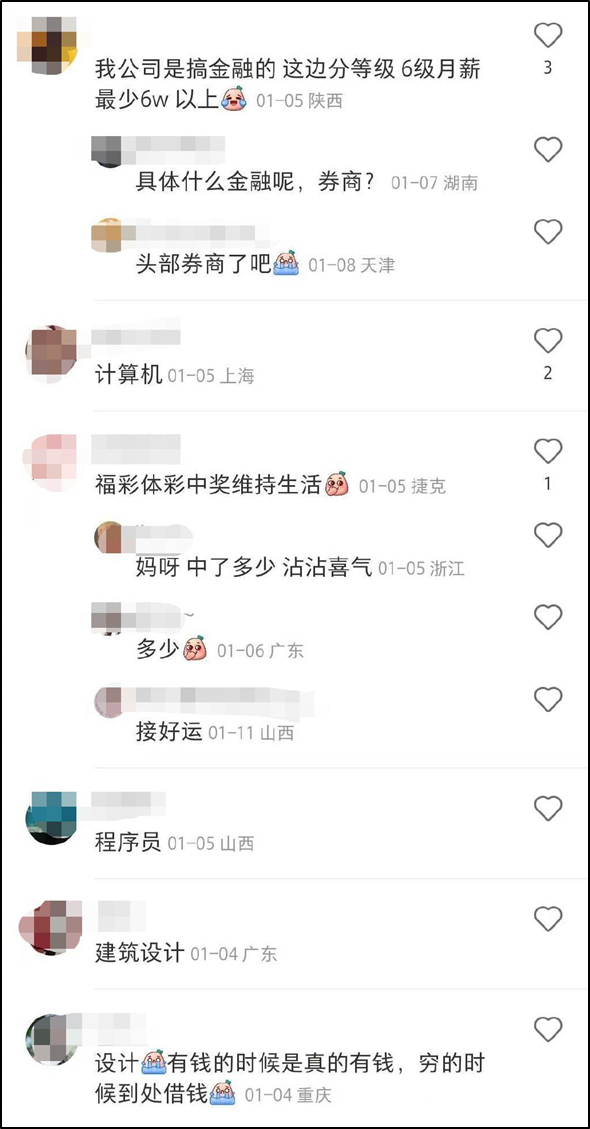 我公司是搞金融的 这边分等级 6级月薪
最少6w 以上 01-05 陕西
3
具体什么金融呢，券商? 01-07 湖南
头部券商了吧 01-08 天津
计算机 01-05 上海
2
福彩体彩中奖维持生活 01-05 捷克
1
妈呀 中了多少 沾沾喜气 01-05 浙江
多少 01-06 广东
接好运 01-11 山西
程序员 01-05 山西
建筑设计 01-04 广东
设计有钱的时候是真的有钱，穷的时
候到处借钱 01-04 重庆